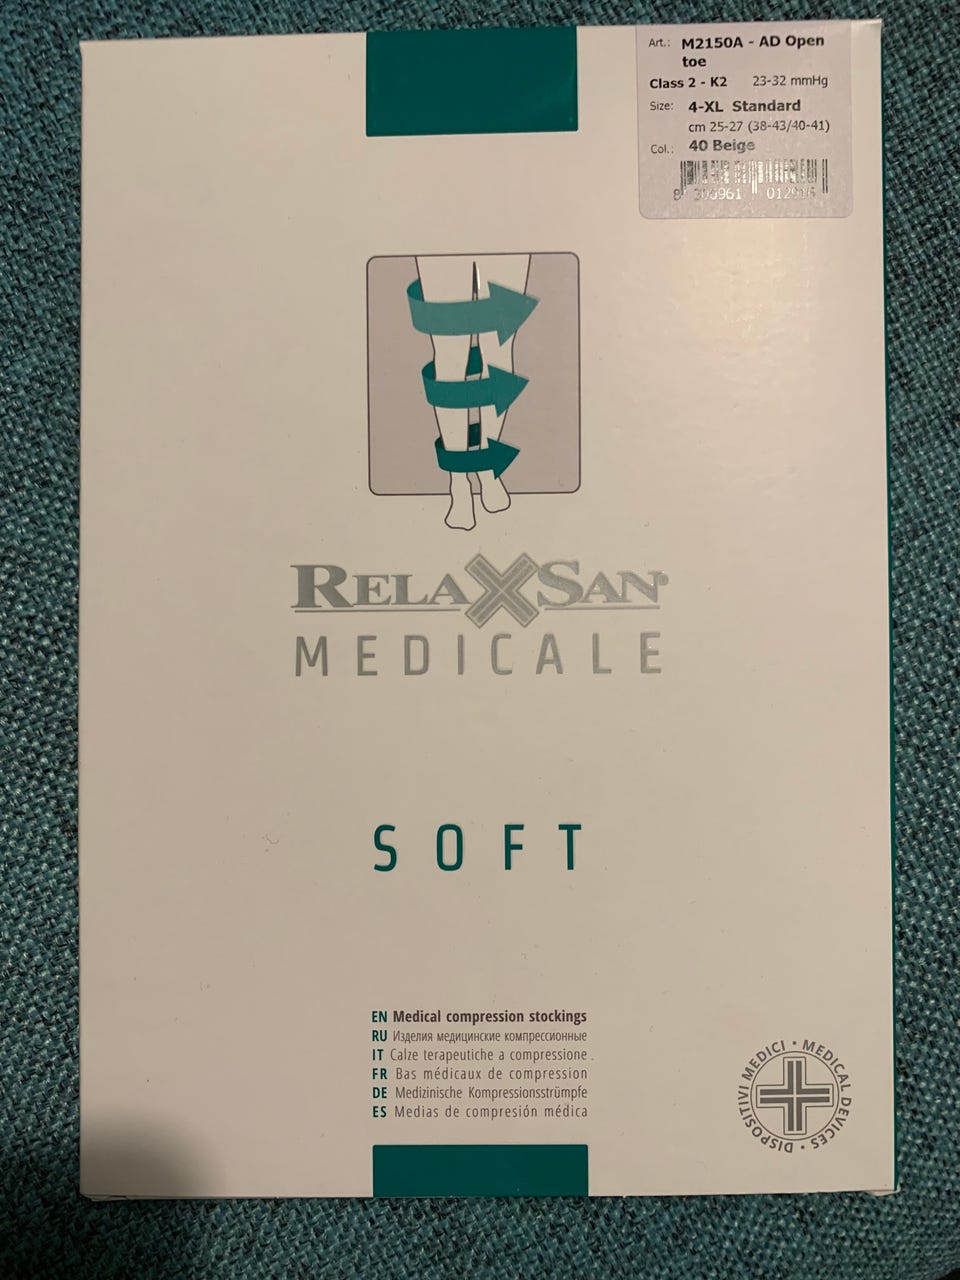 Art.: M2150A - AD Open
toe
Class 2 - K2 23-32 mmHg
Size: 4-XL Standard
cm 25-27 (38-43/40-41)
Col.: 40 Beige
RELAXSAN®
MEDICALE
SOFT
EN Medical compression stockings
RU Изделия медицинские компрессионные
IT Calze terapeutiche a compressione
FR Bas médicaux de compression
DE Medizinische Kompressionsstrümpfe
ES Medias de compresión médica
DISPOSITIVI MEDICI • MEDICAL DEVICES •